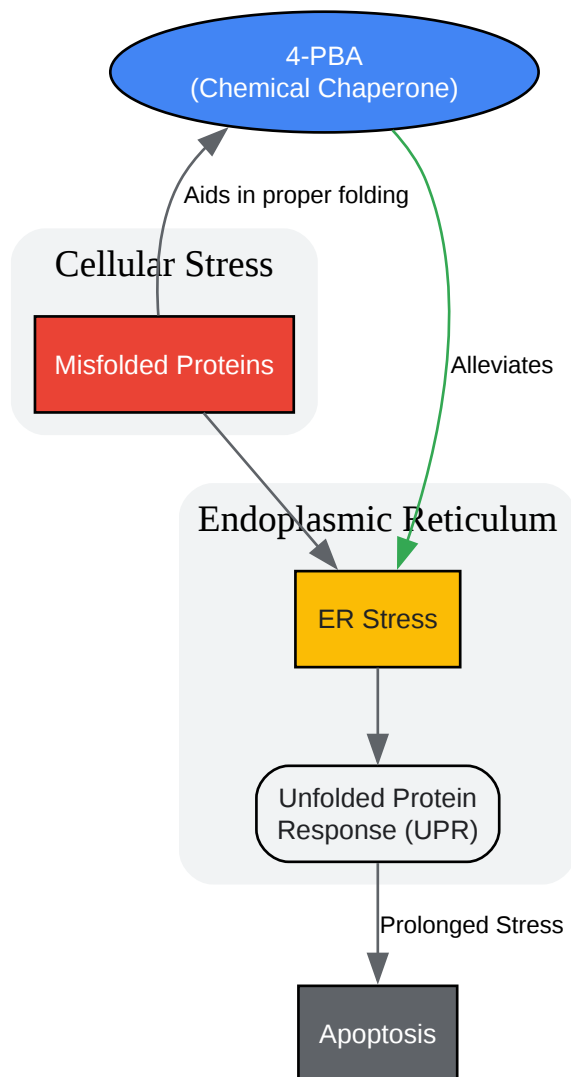 4-PBA
(Chemical Chaperone)
Aids in proper folding
Cellular Stress
Misfolded Proteins
Alleviates
Endoplasmic Reticulum
ER Stress
Unfolded Protein
Response (UPR)
Prolonged Stress
Apoptosis